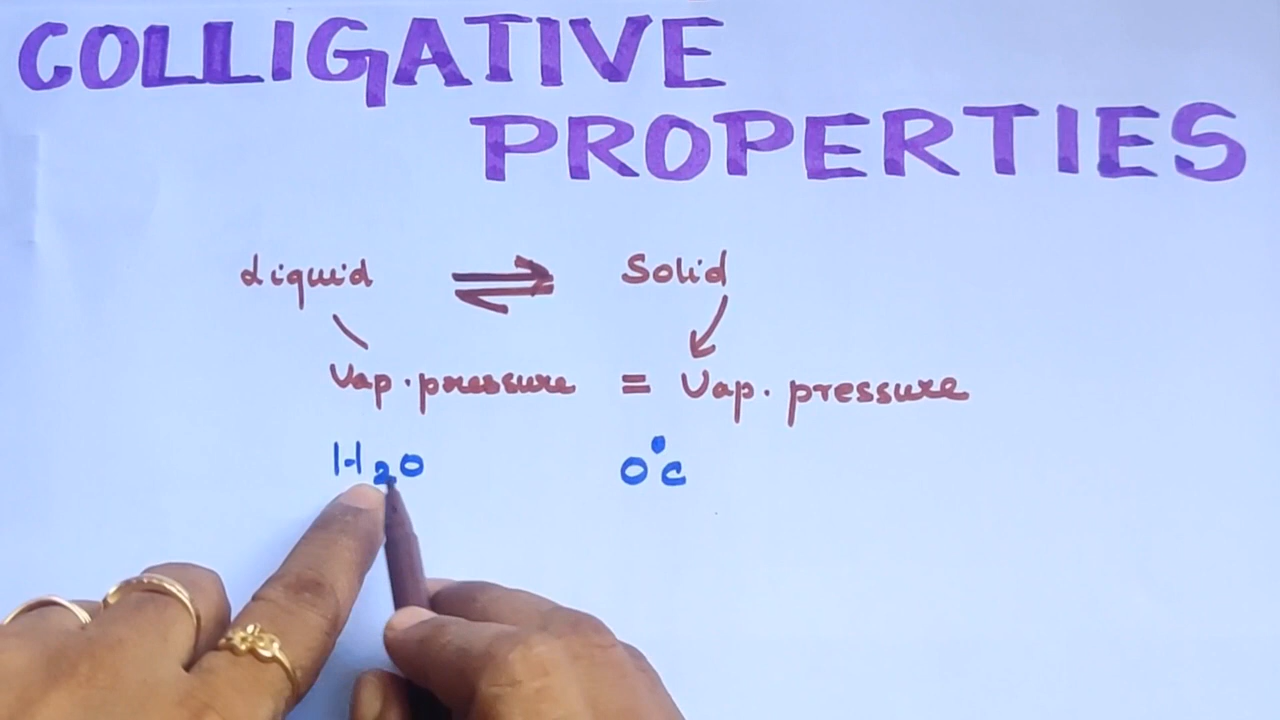 COLLIGATIVE
PROPERTIES
Liquid ⇌ Solid
Vap. pressure = Vap. pressure
H₂O 0°C